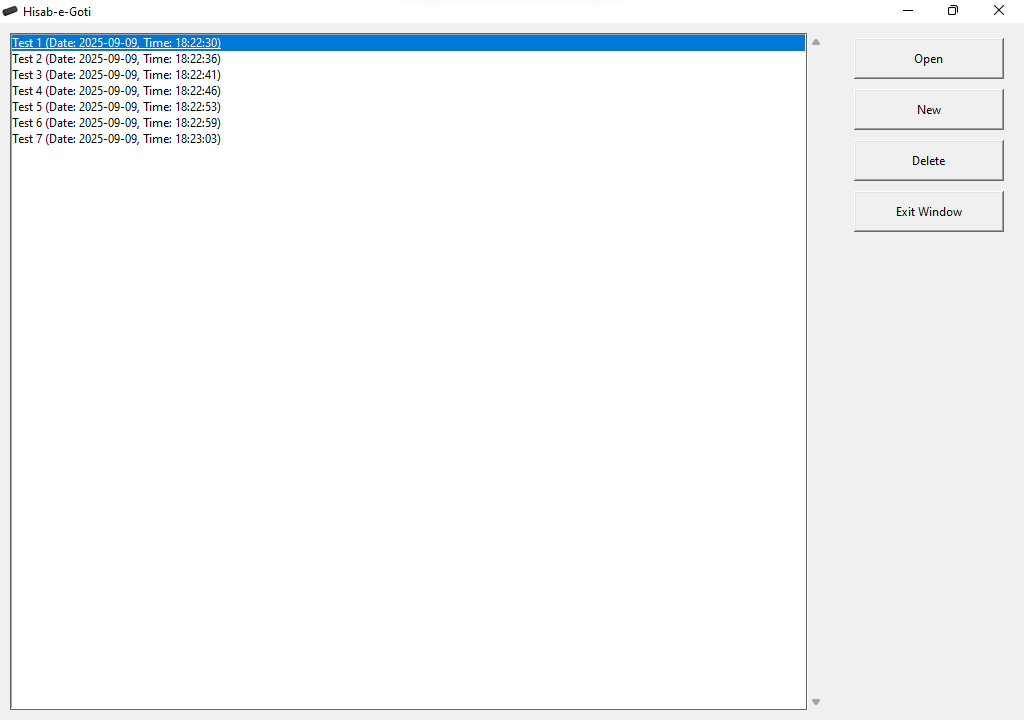 Hisab-e-Goti
Test 1 (Date: 2025-09-09, Time: 18:22:30)
Test 2 (Date: 2025-09-09, Time: 18:22:36)
Test 3 (Date: 2025-09-09, Time: 18:22:41)
Test 4 (Date: 2025-09-09, Time: 18:22:46)
Test 5 (Date: 2025-09-09, Time: 18:22:53)
Test 6 (Date: 2025-09-09, Time: 18:22:59)
Test 7 (Date: 2025-09-09, Time: 18:23:03)
Open
New
Delete
Exit Window